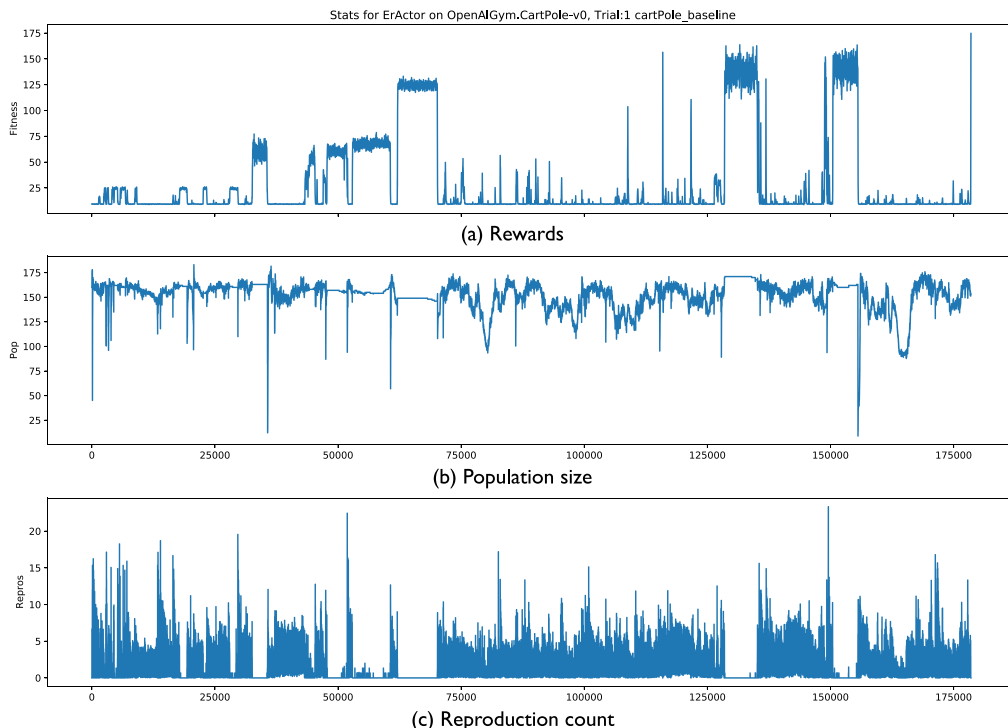 Stats for ErActor on OpenAIGym.CartPole-v0, Trial:1 cartPole_baseline
175
150
125
100
75
50
25
Fitness
(a) Rewards
175
150
125
100
75
50
25
Pop
0 25000 50000 75000 100000 125000 150000 175000
(b) Population size
20
15
10
5
0
Repros
0 25000 50000 75000 100000 125000 150000 175000
(c) Reproduction count